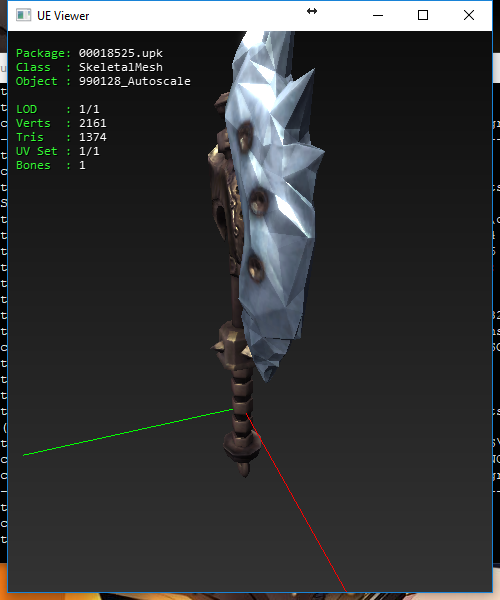 UE Viewer
Package: 00018525.upk
Class : SkeletalMesh
Object : 990128_Autoscale
LOD : 1/1
Verts : 2161
Tris : 1374
UV Set : 1/1
Bones : 1